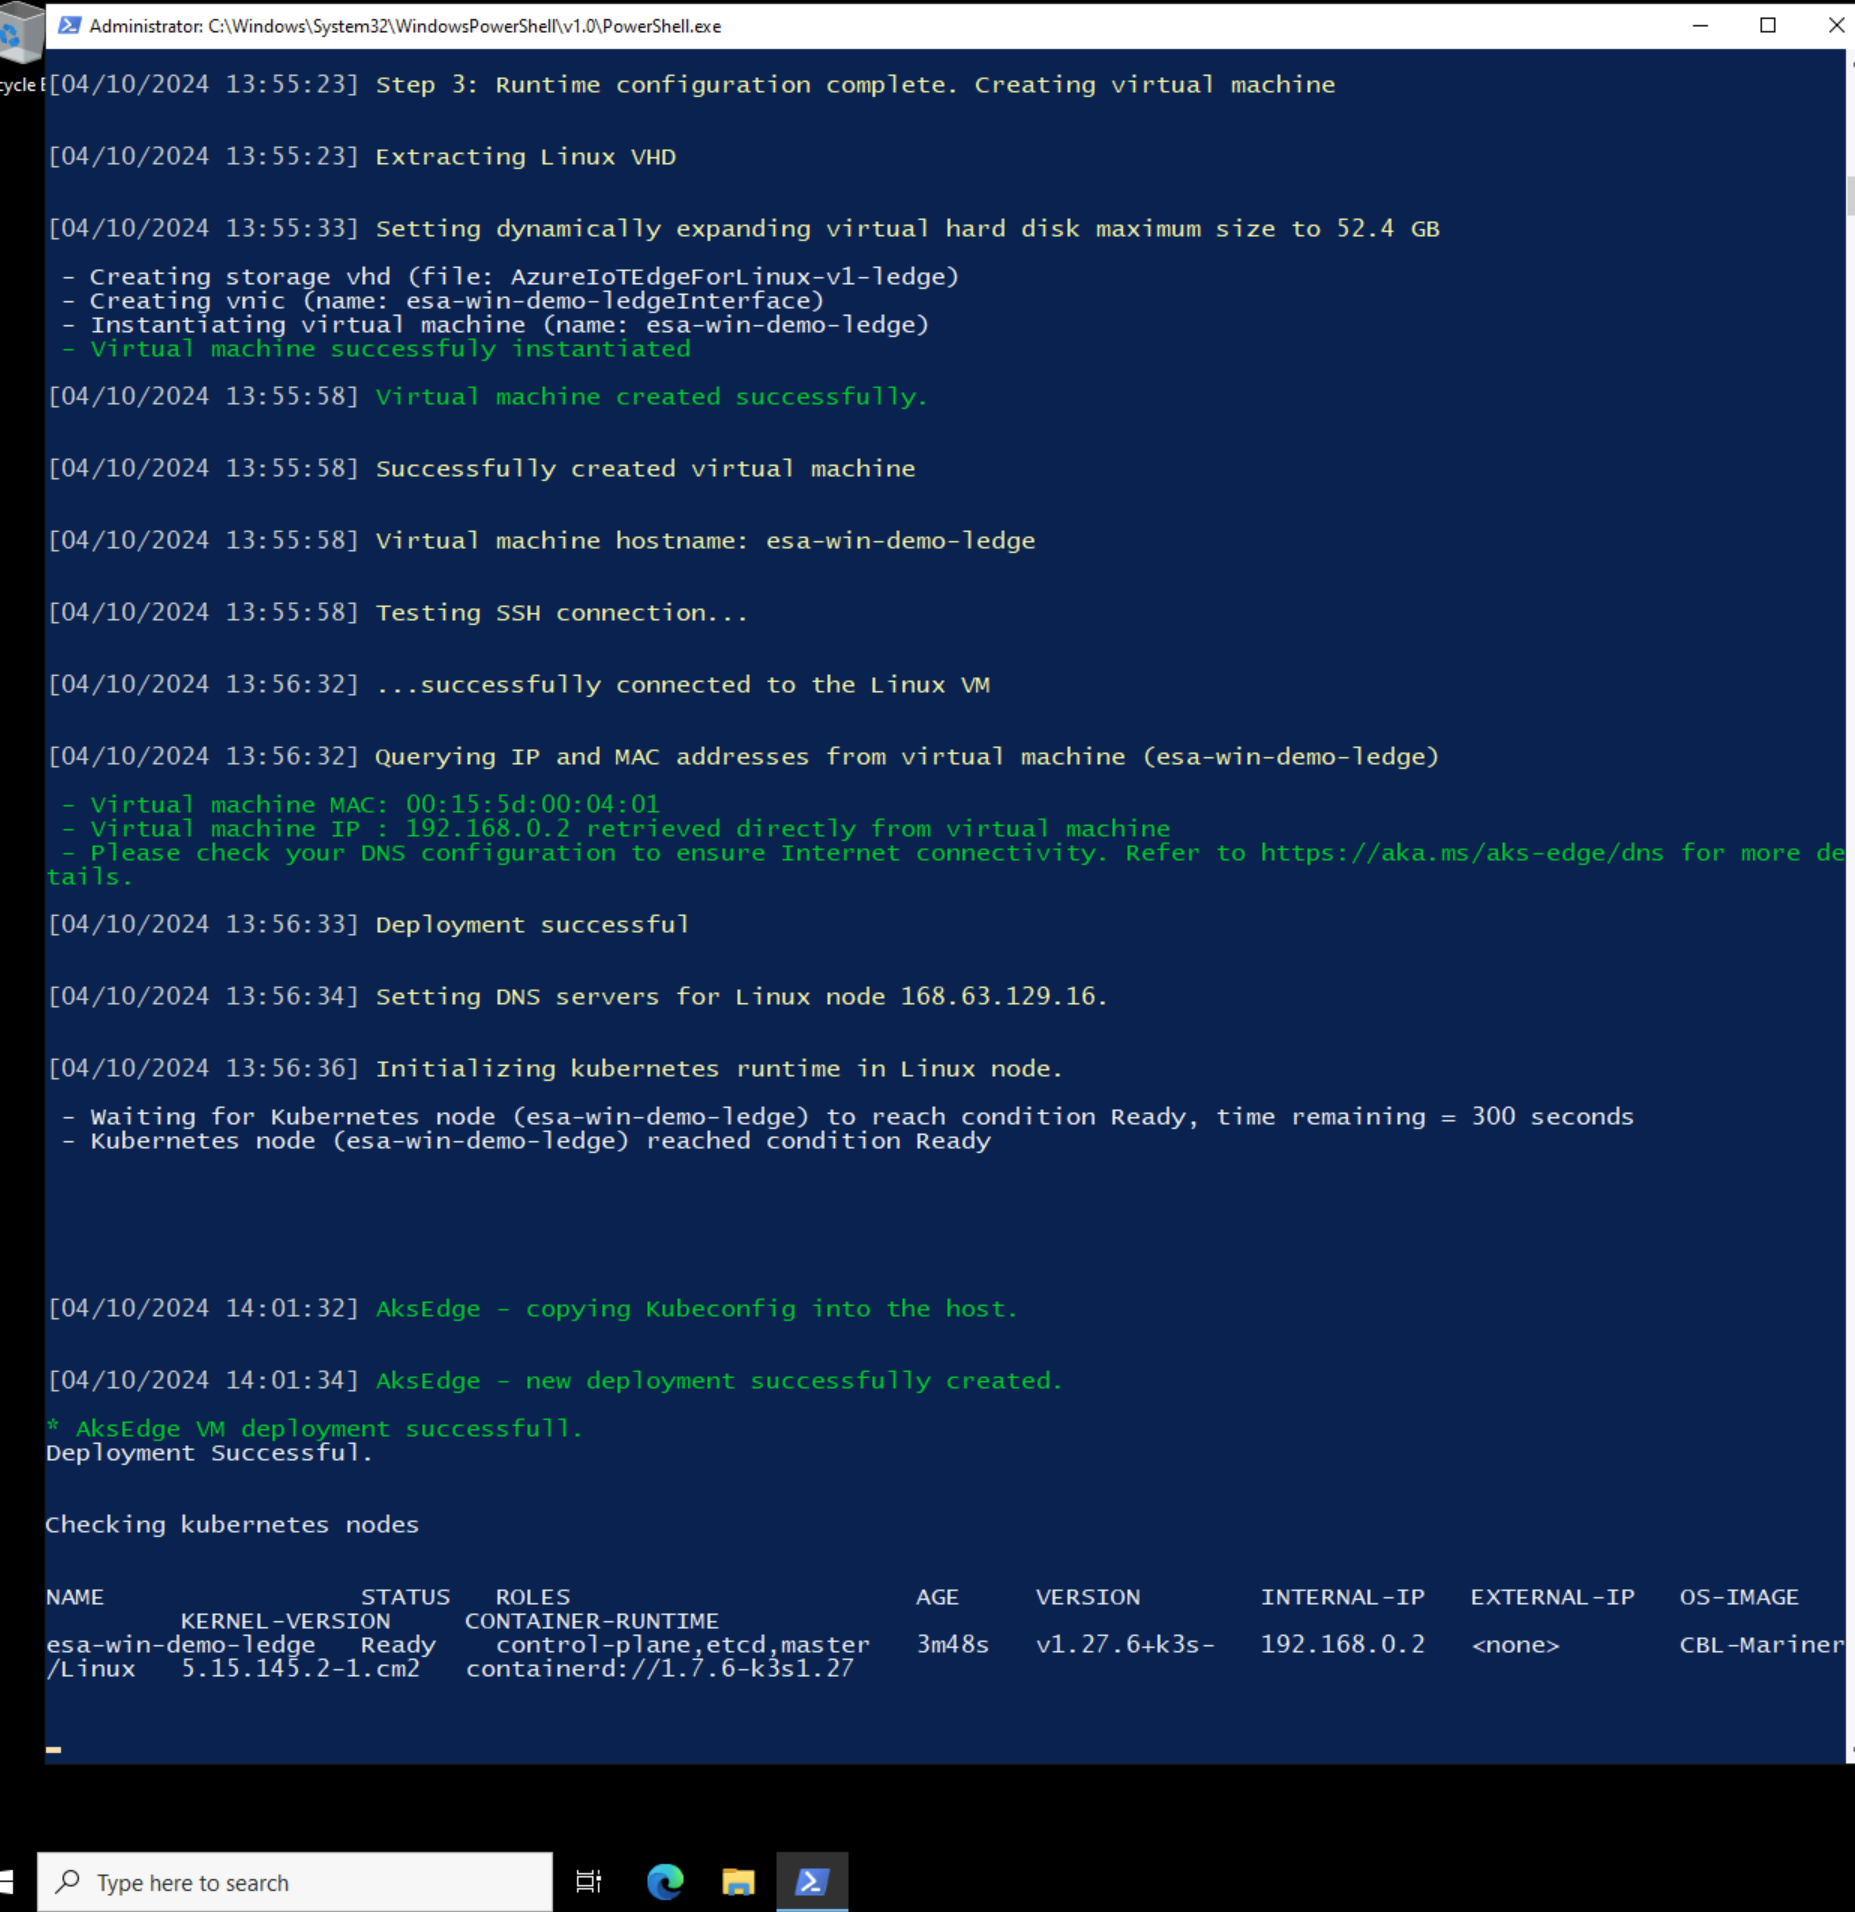 Administrator: C:\Windows\System32\WindowsPowerShell\v1.0\PowerShell.exe
[04/10/2024 13:55:23] Step 3: Runtime configuration complete. Creating virtual machine
[04/10/2024 13:55:23] Extracting Linux VHD
[04/10/2024 13:55:33] Setting dynamically expanding virtual hard disk maximum size to 52.4 GB
- Creating storage vhd (file: AzureIoTEdgeForLinux-v1-ledge)
- Creating vnic (name: esa-win-demo-ledgeInterface)
- Instantiating virtual machine (name: esa-win-demo-ledge)
- Virtual machine successfuly instantiated
[04/10/2024 13:55:58] Virtual machine created successfully.
[04/10/2024 13:55:58] Successfully created virtual machine
[04/10/2024 13:55:58] Virtual machine hostname: esa-win-demo-ledge
[04/10/2024 13:55:58] Testing SSH connection...
[04/10/2024 13:56:32] ...successfully connected to the Linux VM
[04/10/2024 13:56:32] Querying IP and MAC addresses from virtual machine (esa-win-demo-ledge)
- Virtual machine MAC: 00:15:5d:00:04:01
- Virtual machine IP : 192.168.0.2 retrieved directly from virtual machine
- Please check your DNS configuration to ensure Internet connectivity. Refer to https://aka.ms/aks-edge/dns for more de
tails.
[04/10/2024 13:56:33] Deployment successful
[04/10/2024 13:56:34] Setting DNS servers for Linux node 168.63.129.16.
[04/10/2024 13:56:36] Initializing kubernetes runtime in Linux node.
- Waiting for Kubernetes node (esa-win-demo-ledge) to reach condition Ready, time remaining = 300 seconds
- Kubernetes node (esa-win-demo-ledge) reached condition Ready
[04/10/2024 14:01:32] AksEdge - copying Kubeconfig into the host.
[04/10/2024 14:01:34] AksEdge - new deployment successfully created.
* AksEdge VM deployment successfull.
Deployment Successful.
Checking kubernetes nodes
NAME STATUS ROLES AGE VERSION INTERNAL-IP EXTERNAL-IP OS-IMAGE
KERNEL-VERSION CONTAINER-RUNTIME
esa-win-demo-ledge Ready control-plane,etcd,master 3m48s v1.27.6+k3s- 192.168.0.2 <none> CBL-Mariner
/Linux 5.15.145.2-1.cm2 containerd://1.7.6-k3s1.27
cycle
Type here to search